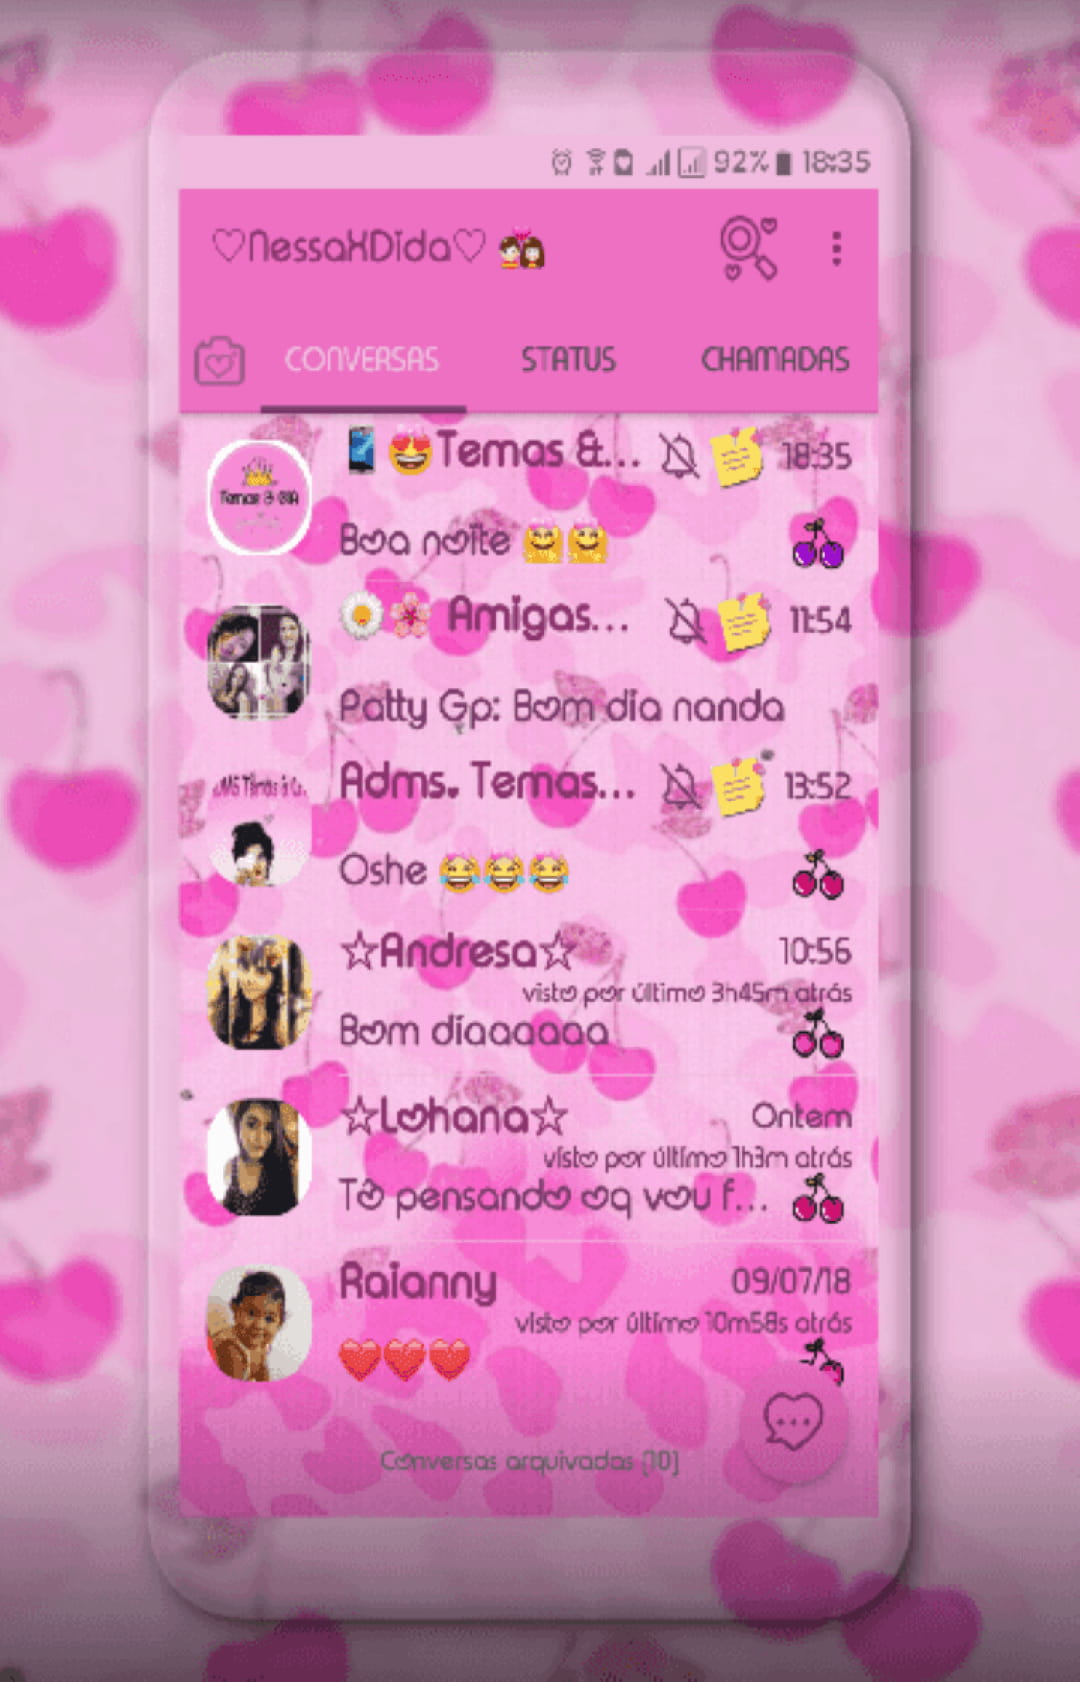 92% 18:35
♡NessaXDida♡ 💑
CONVERSAS STATUS CHAMADAS
📱😍Temas &... 18:35
Temas & GIA
Boa noite 🤗🤗
🌼🌸 Amigas... 11:54
Patty Gp: Bom dia nanda
Adms. Temas... 13:52
Oshe 😂😂😂
☆Andresa☆ 10:56
visto por último 3h45m atrás
Bom diaaaaaa
☆Lohana☆ Ontem
visto por último 1h3m atrás
Tô pensando oq vou f...
Raianny 09/07/18
visto por último 10m58s atrás
❤️❤️❤️
Conversas arquivadas (10)